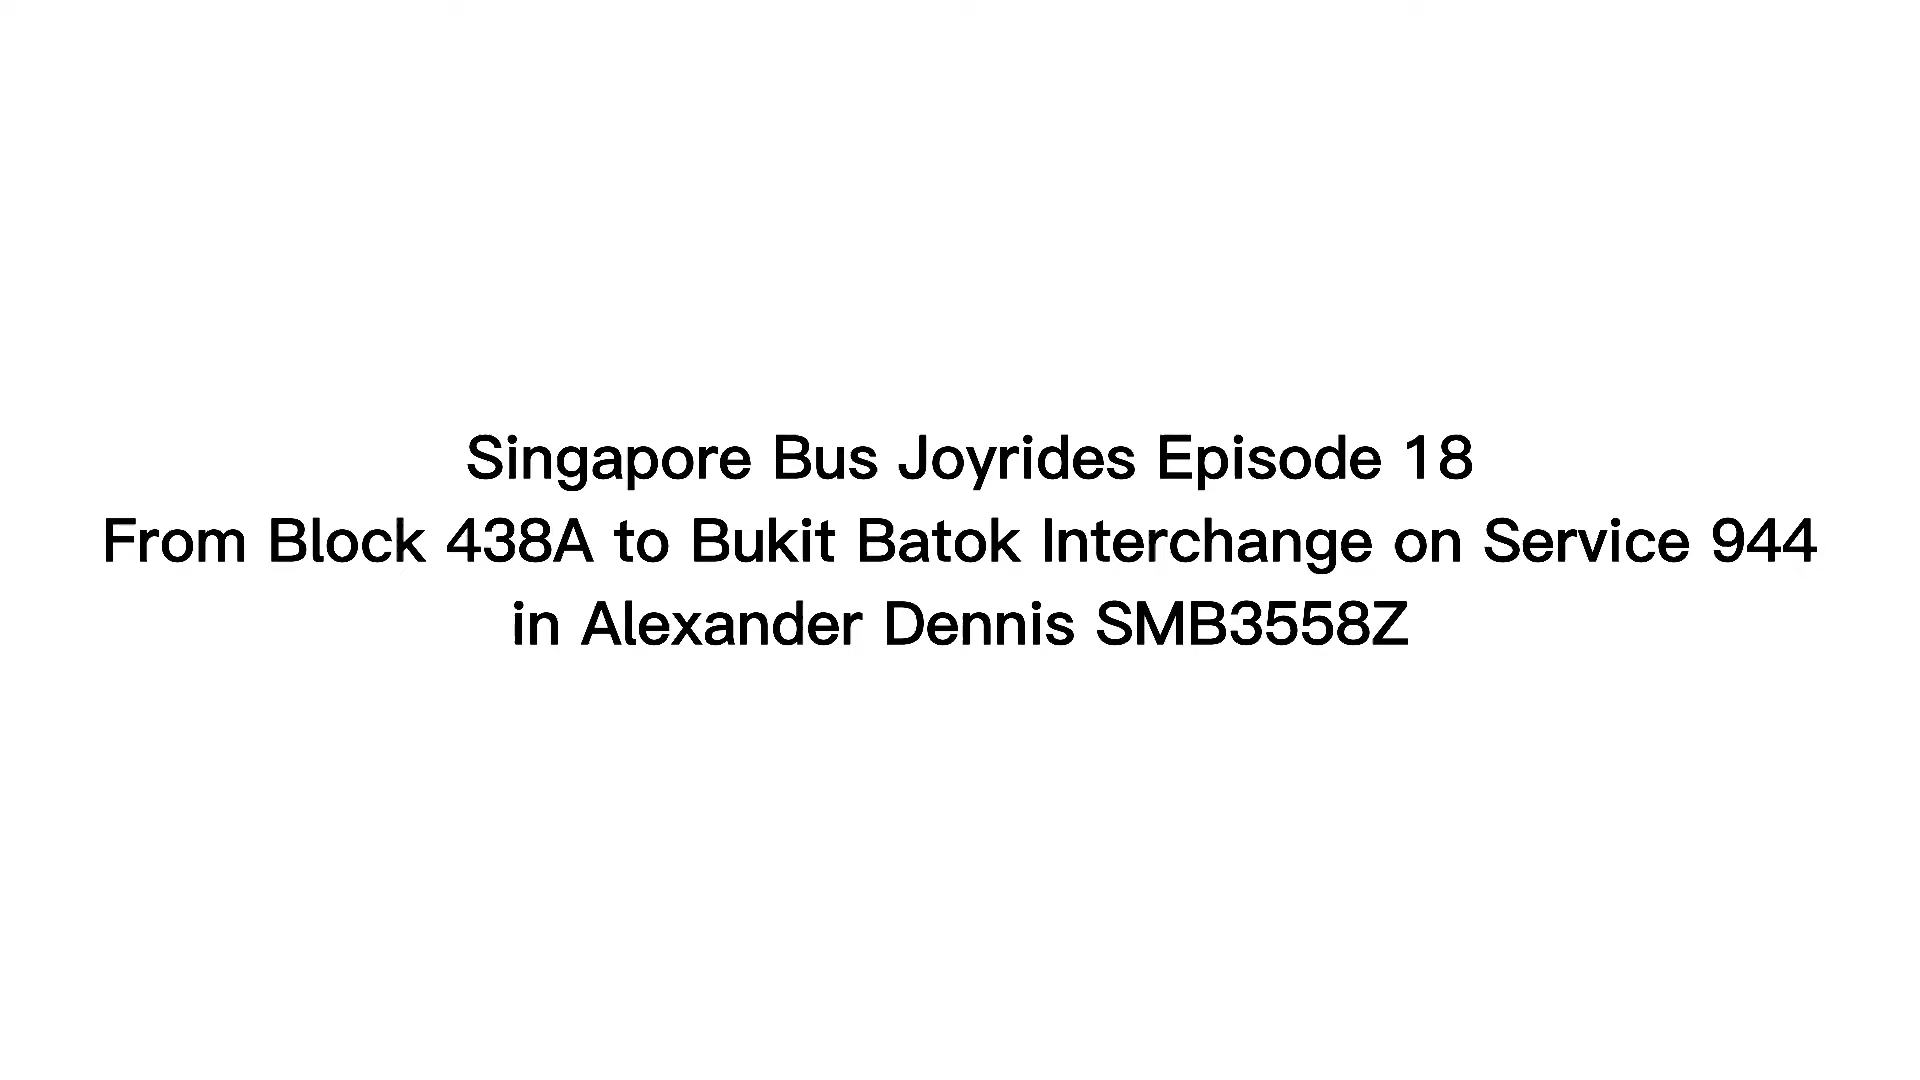 Singapore Bus Joyrides Episode 18
From Block 438A to Bukit Batok Interchange on Service 944
in Alexander Dennis SMB3558Z